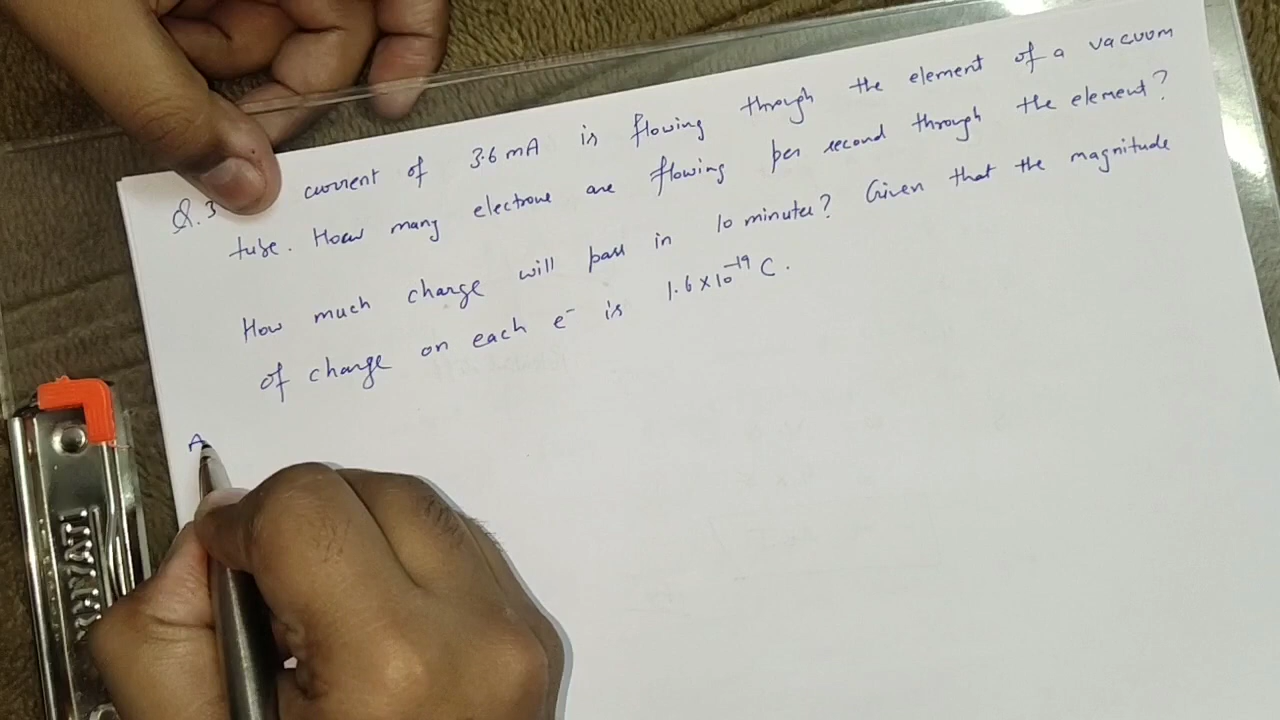 Q.3 current of 3.6 mA is flowing through the element of a vacuum
tube. How many electrons are flowing per second through the element?
How much charge will pass in 10 minutes? Given that the magnitude
of charge on each e⁻ is 1.6×10⁻¹⁹ C.
A